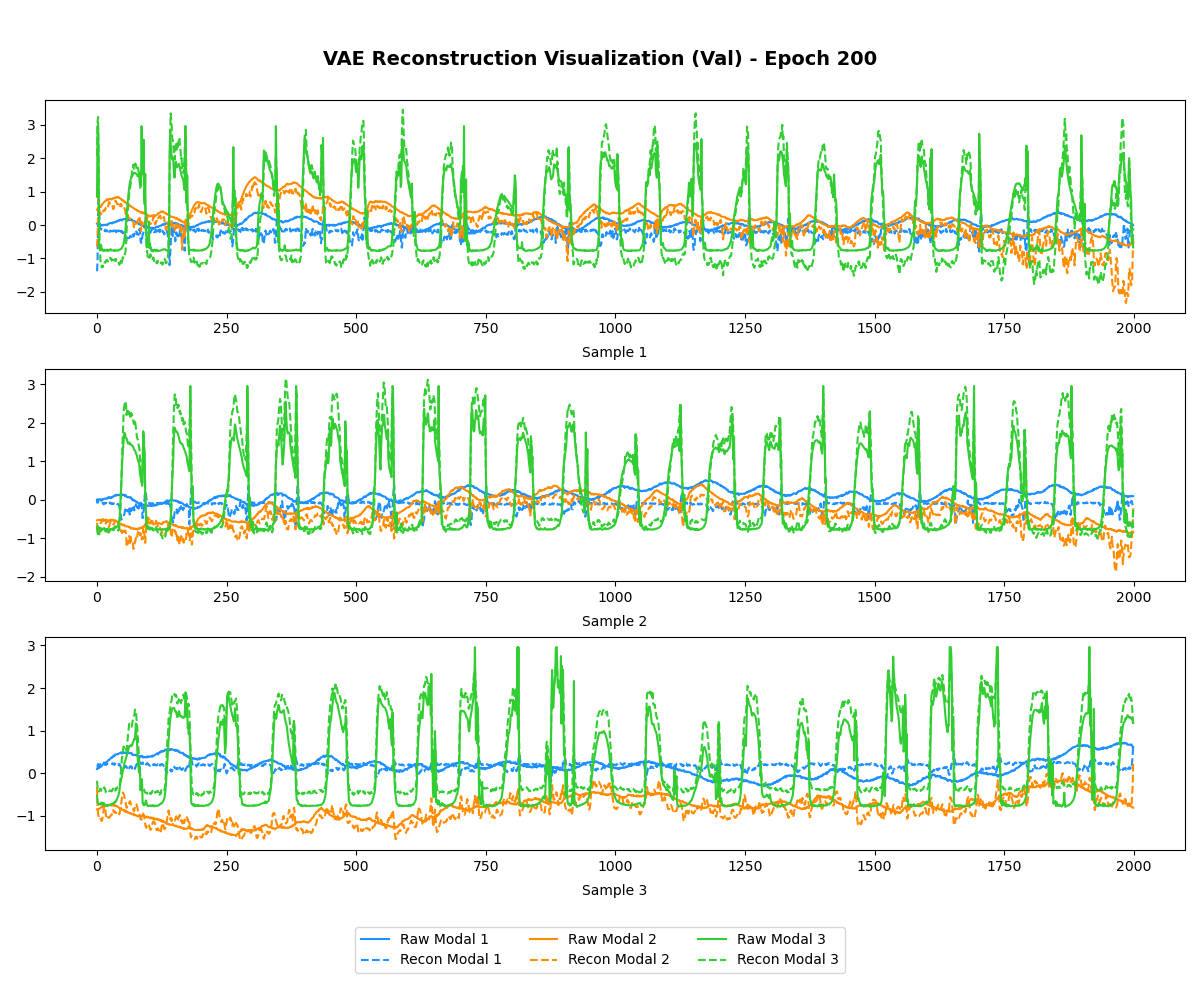 VAE Reconstruction Visualization (Val) - Epoch 200
3
2
1
0
−1
−2
0 250 500 750 1000 1250 1500 1750 2000
Sample 1
3
2
1
0
−1
−2
0 250 500 750 1000 1250 1500 1750 2000
Sample 2
3
2
1
0
−1
0 250 500 750 1000 1250 1500 1750 2000
Sample 3
Raw Modal 1 Raw Modal 2 Raw Modal 3
Recon Modal 1 Recon Modal 2 Recon Modal 3